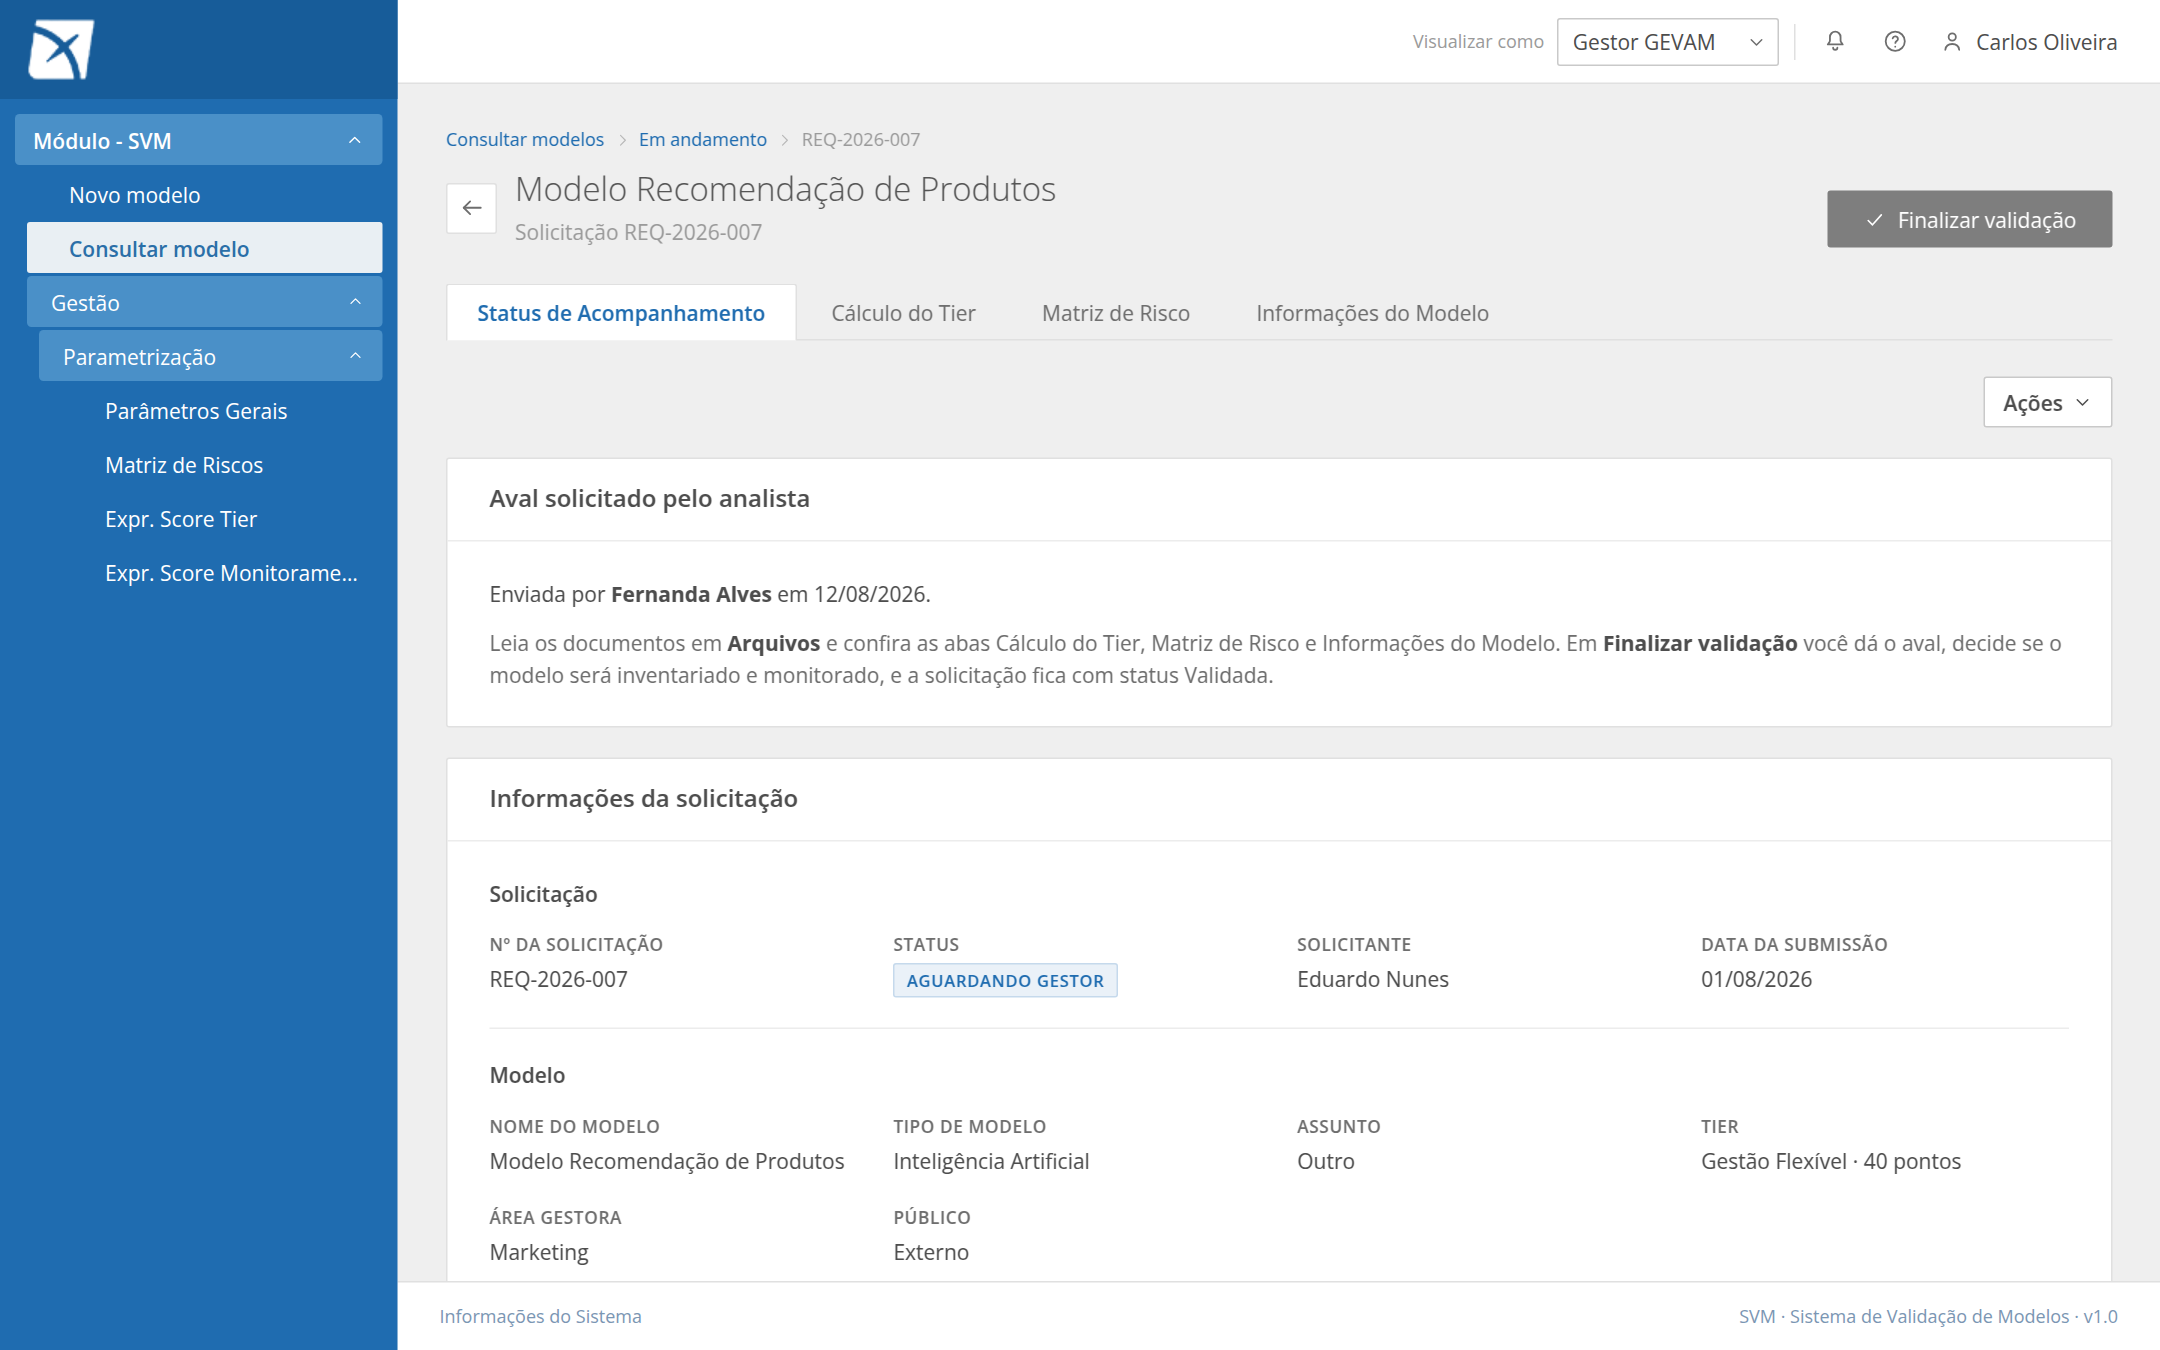 Visualizar como
Gestor GEVAM
Carlos Oliveira
Módulo - SVM
Novo modelo
Consultar modelo
Gestão
Parametrização
Parâmetros Gerais
Matriz de Riscos
Expr. Score Tier
Expr. Score Monitorame...
Consultar modelos > Em andamento > REQ-2026-007
Modelo Recomendação de Produtos
Solicitação REQ-2026-007
Finalizar validação
Status de Acompanhamento
Cálculo do Tier
Matriz de Risco
Informações do Modelo
Ações
Aval solicitado pelo analista
Enviada por Fernanda Alves em 12/08/2026.
Leia os documentos em Arquivos e confira as abas Cálculo do Tier, Matriz de Risco e Informações do Modelo. Em Finalizar validação você dá o aval, decide se o
modelo será inventariado e monitorado, e a solicitação fica com status Validada.
Informações da solicitação
Solicitação
Nº DA SOLICITAÇÃO
REQ-2026-007
STATUS
AGUARDANDO GESTOR
SOLICITANTE
Eduardo Nunes
DATA DA SUBMISSÃO
01/08/2026
Modelo
NOME DO MODELO
Modelo Recomendação de Produtos
TIPO DE MODELO
Inteligência Artificial
ASSUNTO
Outro
TIER
Gestão Flexível · 40 pontos
ÁREA GESTORA
Marketing
PÚBLICO
Externo
Informações do Sistema
SVM · Sistema de Validação de Modelos · v1.0